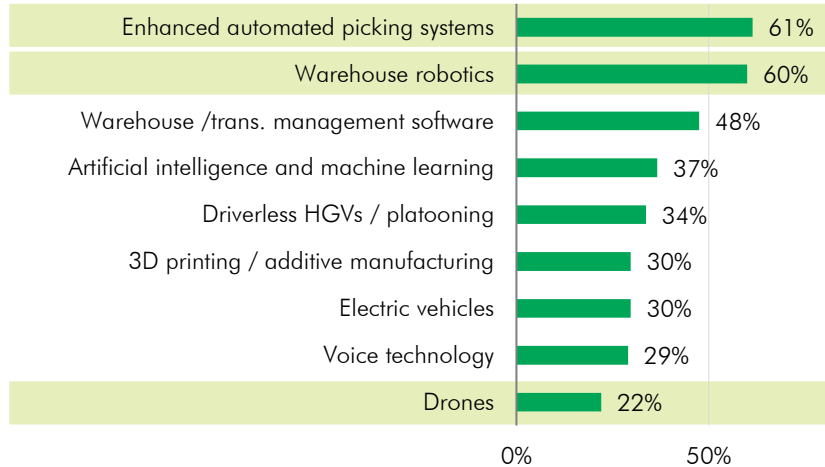 Enhanced automated picking systems 61%
Warehouse robotics 60%
Warehouse /trans. management software 48%
Artificial intelligence and machine learning 37%
Driverless HGVs / platooning 34%
3D printing / additive manufacturing 30%
Electric vehicles 30%
Voice technology 29%
Drones 22%
0% 50%